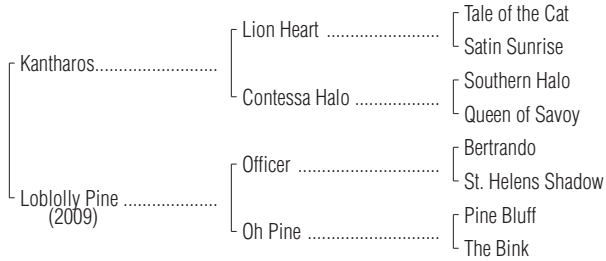 Tale of the Cat
Lion Heart ......................
Satin Sunrise
Kantharos........................
Southern Halo
Contessa Halo ................
Queen of Savoy
Bertrando
Officer ...........................
St. Helens Shadow
Loblolly Pine ..................
(2009)
Pine Bluff
Oh Pine .........................
The Bink